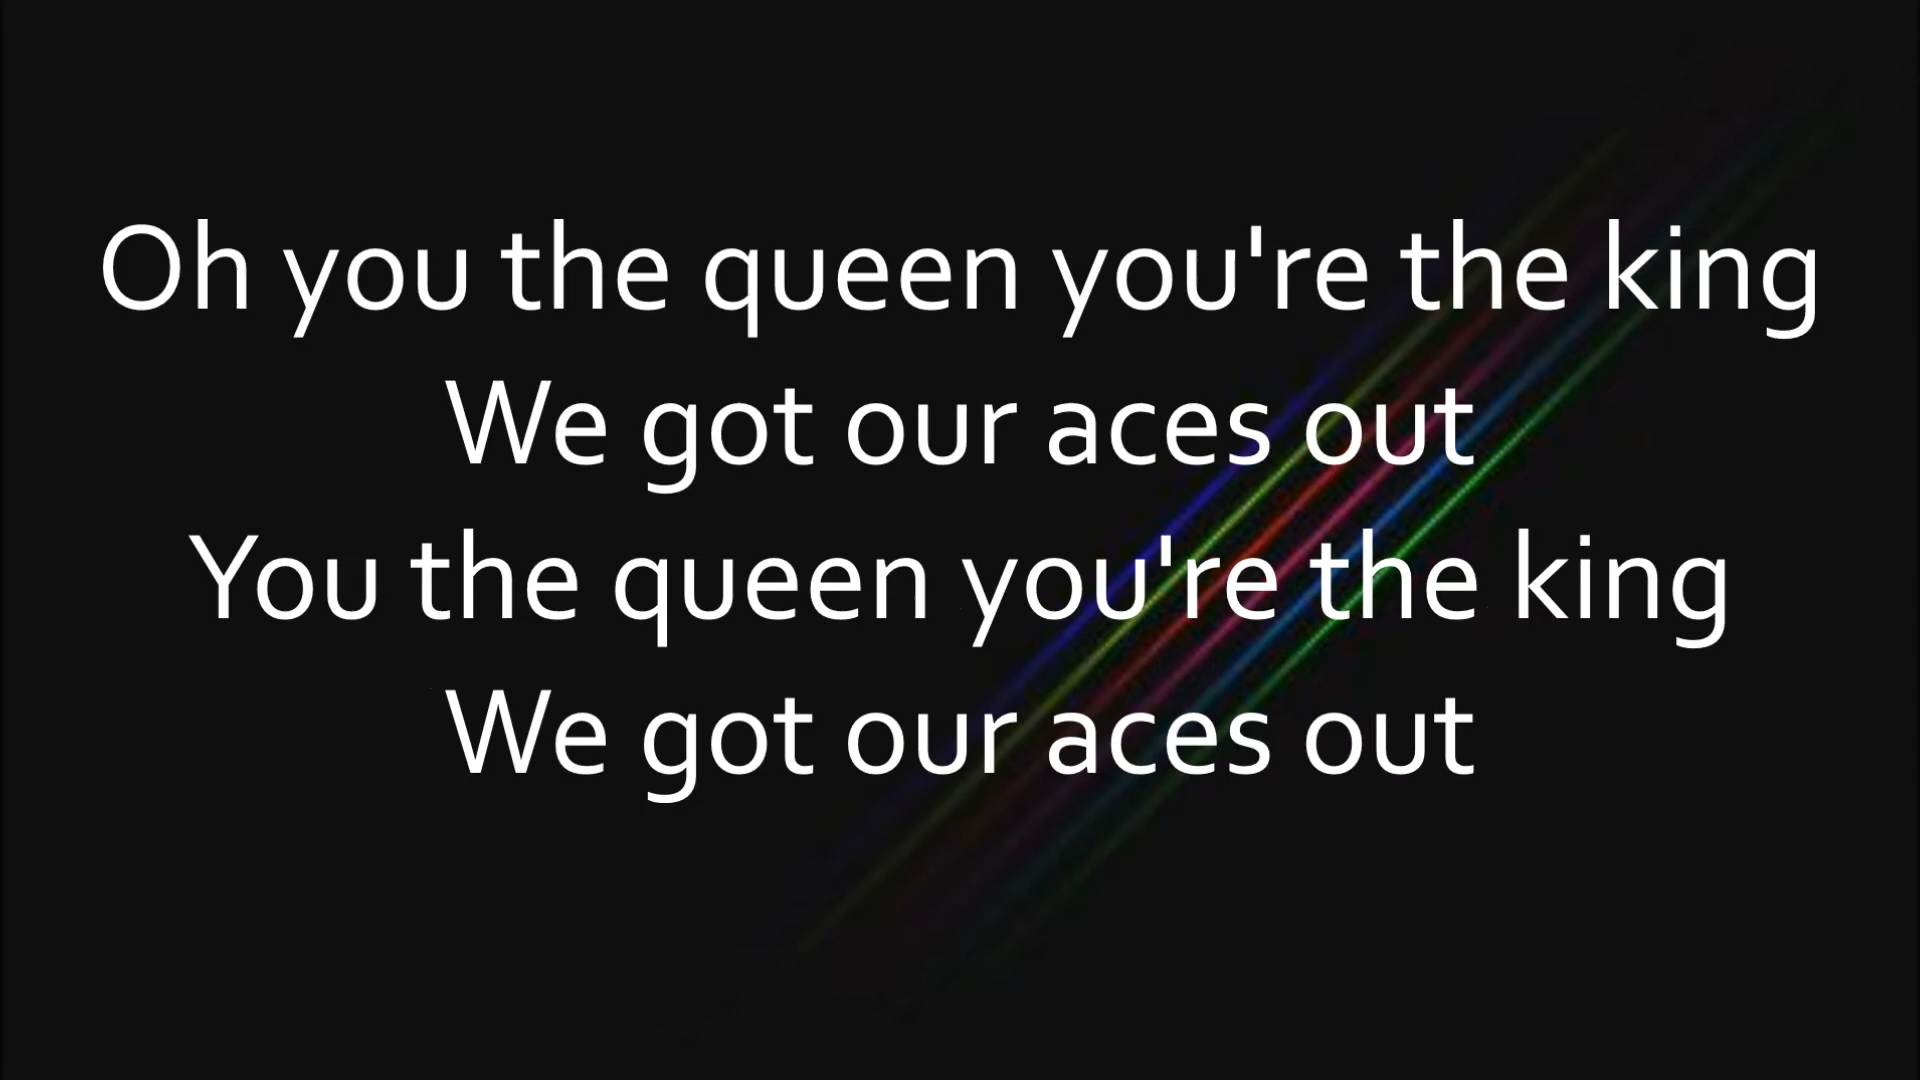 Oh you the queen you're the king
We got our aces out
You the queen you're the king
We got our aces out